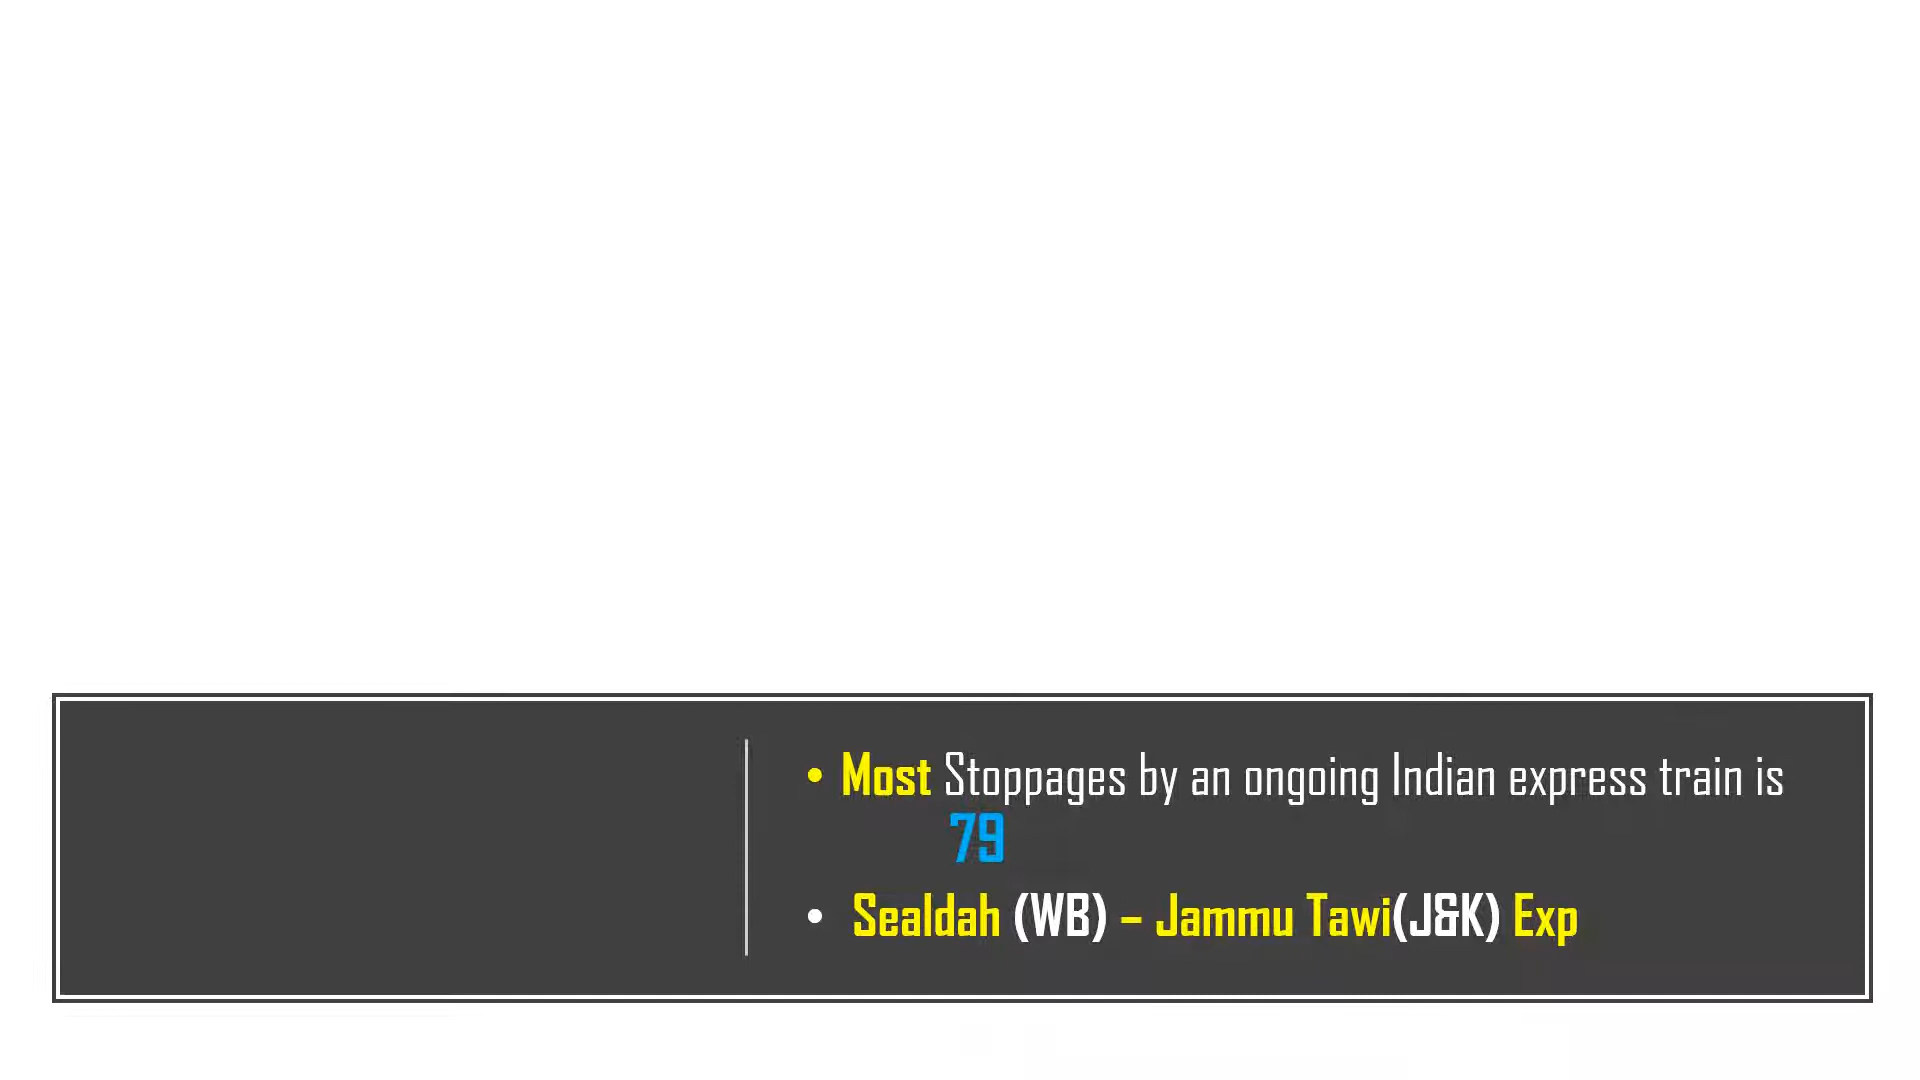 • Most Stoppages by an ongoing Indian express train is
79
• Sealdah (WB) – Jammu Tawi(J&K) Exp